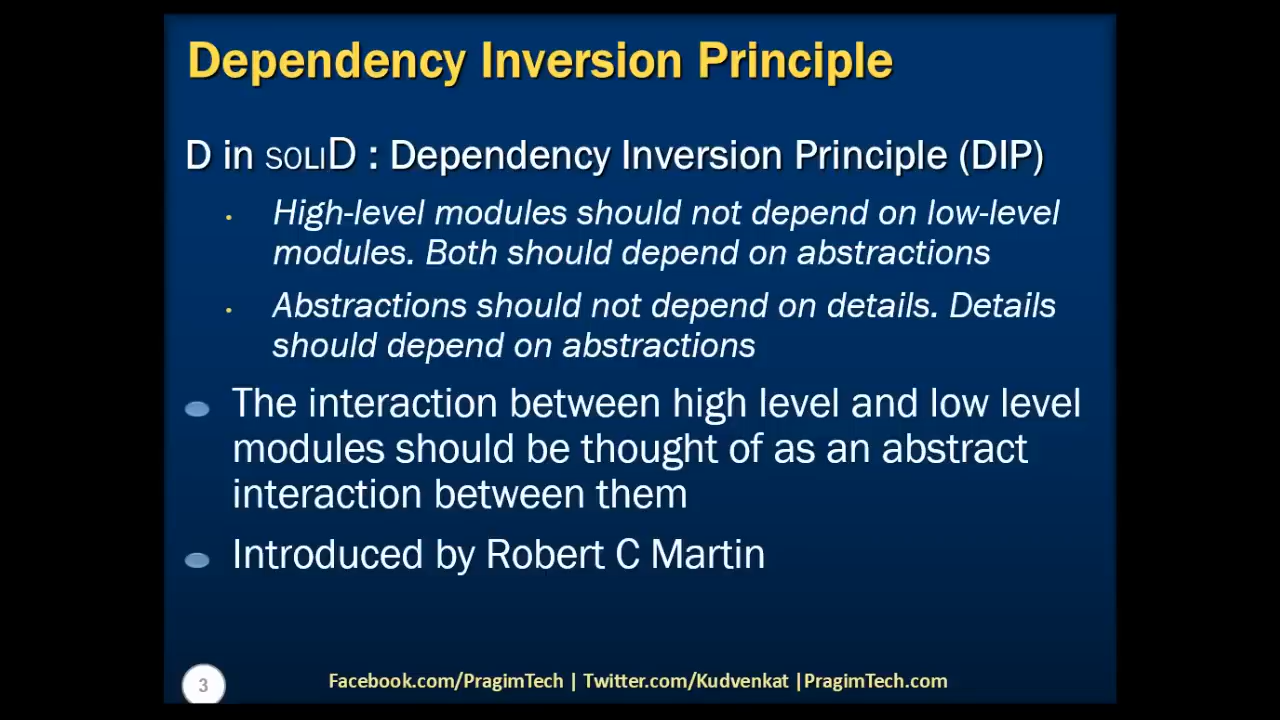 Dependency Inversion Principle
D in SOLID : Dependency Inversion Principle (DIP)
High-level modules should not depend on low-level
modules. Both should depend on abstractions
Abstractions should not depend on details. Details
should depend on abstractions
The interaction between high level and low level
modules should be thought of as an abstract
interaction between them
Introduced by Robert C Martin
3
Facebook.com/PragimTech | Twitter.com/Kudvenkat |PragimTech.com